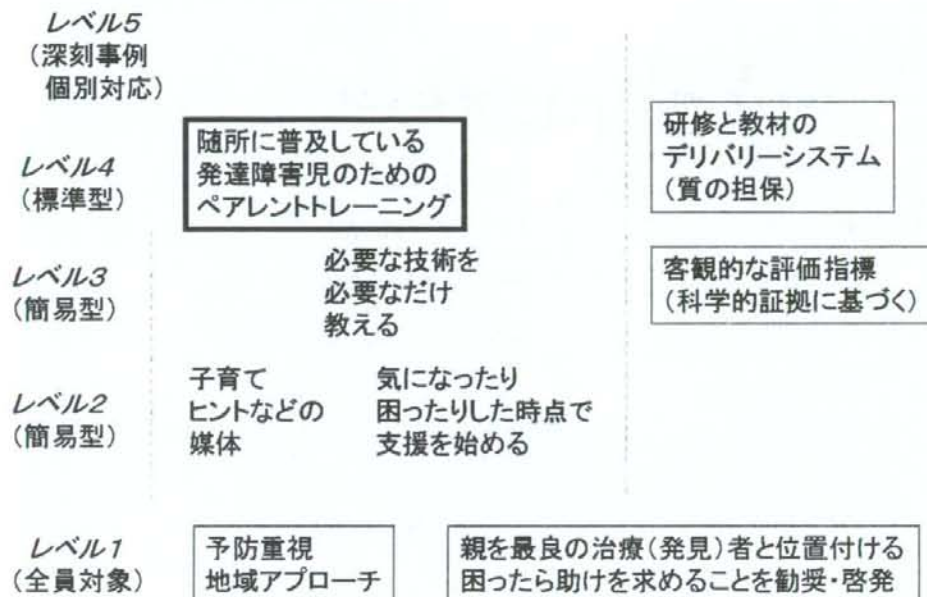 レベル5
(深刻事例
個別対応)
レベル4
(標準型)
随所に普及している
発達障害児のための
ペアレントトレーニング
研修と教材の
デリバリーシステム
(質の担保)
レベル3
(簡易型)
必要な技術を
必要なだけ
教える
客観的な評価指標
(科学的証拠に基づく)
レベル2
(簡易型)
子育て
ヒントなどの
媒体
気になったり
困ったりした時点で
支援を始める
レベル1
(全員対象)
予防重視
地域アプローチ
親を最良の治療(発見)者と位置付ける
困ったら助けを求めることを勧奨・啓発